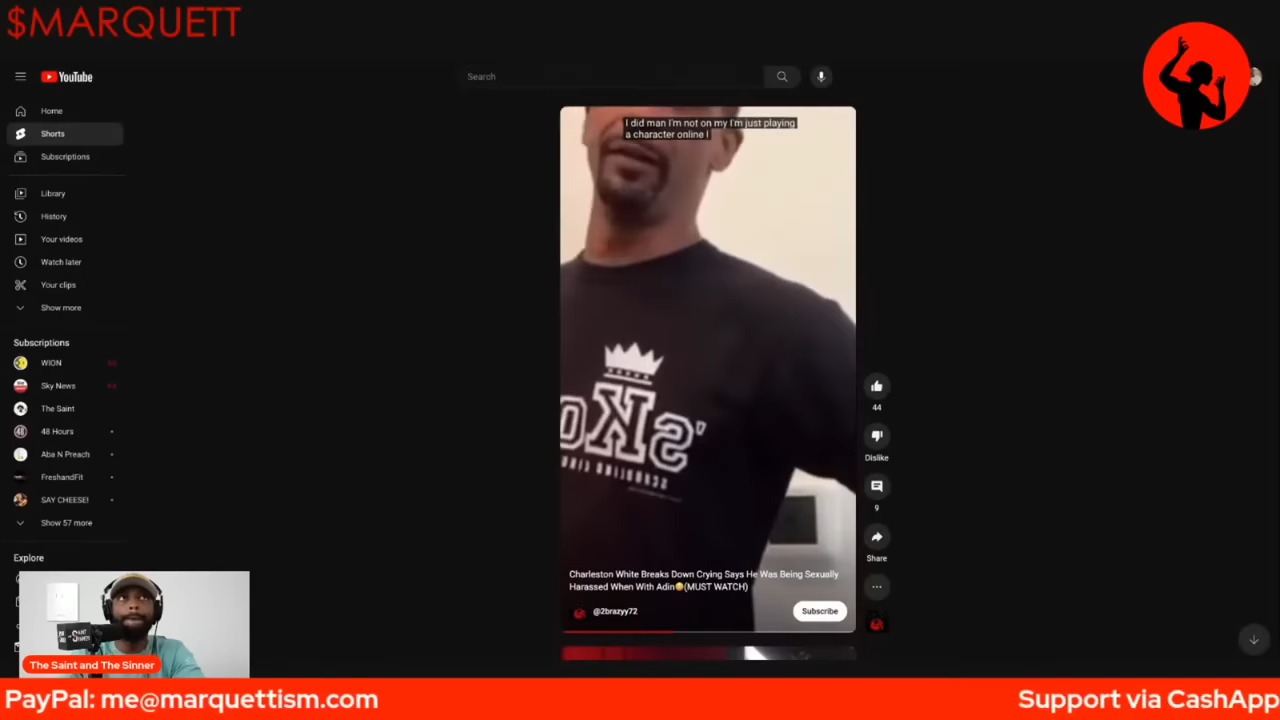 $MARQUETT
YouTube
Search
Home
Shorts
Subscriptions
Library
History
Your videos
Watch later
Your clips
Show more
Subscriptions
WION
Sky News
The Saint
48 Hours
Aba N Preach
FreshandFit
SAY CHEESE!
Show 57 more
Explore
I did man I'm not on my I'm just playing
a character online I
44
Dislike
9
Share
Charleston White Breaks Down Crying Says He Was Being Sexually
Harassed When With Adin😢(MUST WATCH)
@2brazyy72
Subscribe
The Saint and The Sinner
PayPal: me@marquettism.com
Support via CashApp